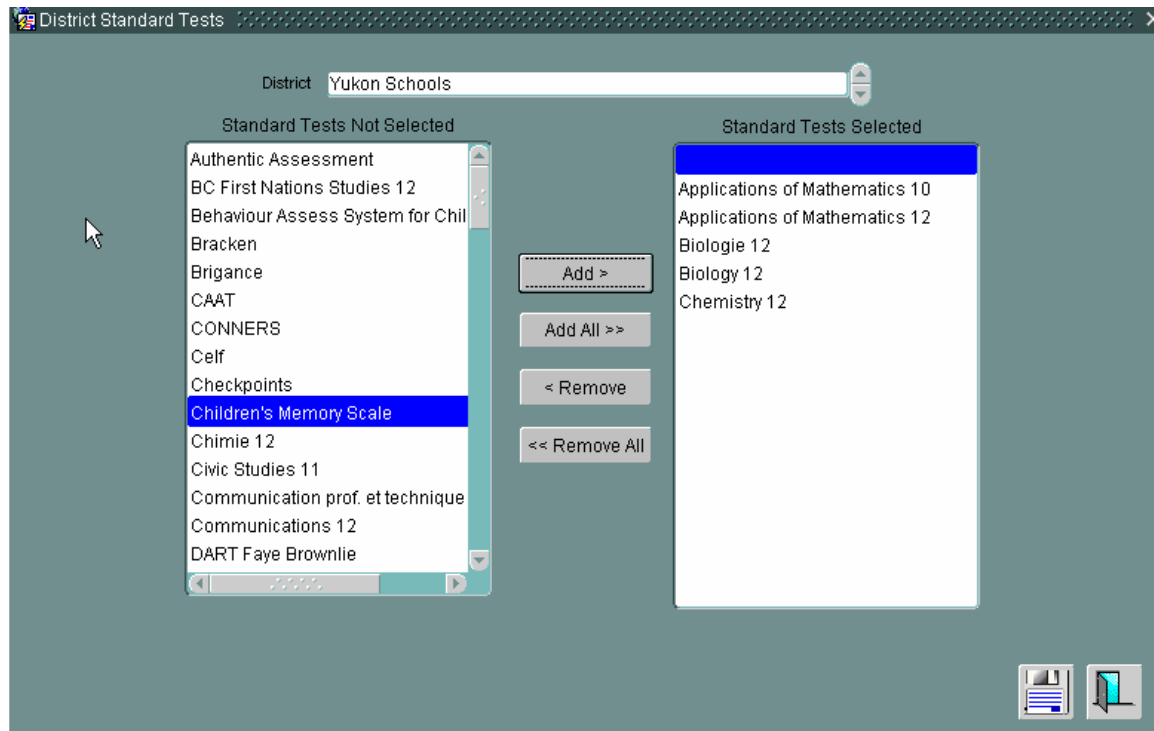 District Standard Tests
District Yukon Schools
Standard Tests Not Selected
Authentic Assessment
BC First Nations Studies 12
Behaviour Assess System for Chil
Bracken
Brigance
CAAT
CONNERS
Celf
Checkpoints
Children's Memory Scale
Chimie 12
Civic Studies 11
Communication prof. et technique
Communications 12
DART Faye Brownlie
Add >
Add All >>
< Remove
<< Remove All
Standard Tests Selected
Applications of Mathematics 10
Applications of Mathematics 12
Biologie 12
Biology 12
Chemistry 12